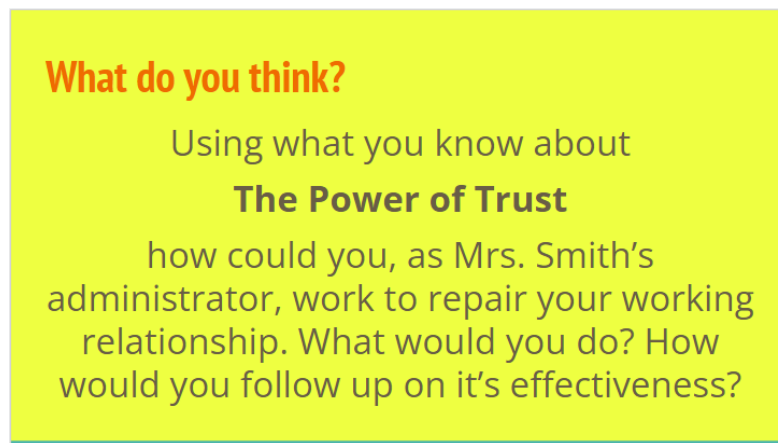 What do you think?
Using what you know about
The Power of Trust
how could you, as Mrs. Smith’s
administrator, work to repair your working
relationship. What would you do? How
would you follow up on it’s effectiveness?